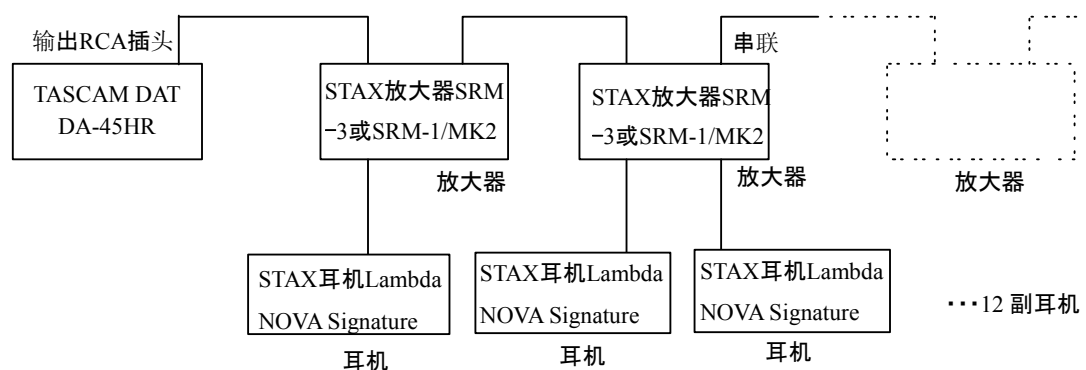 输出RCA插头
串联
TASCAM DAT
DA-45HR
STAX放大器SRM
-3或SRM-1/MK2
放大器
STAX放大器SRM
-3或SRM-1/MK2
放大器
放大器
STAX耳机Lambda
NOVA Signature
耳机
STAX耳机Lambda
NOVA Signature
耳机
STAX耳机Lambda
NOVA Signature
耳机
···12 副耳机